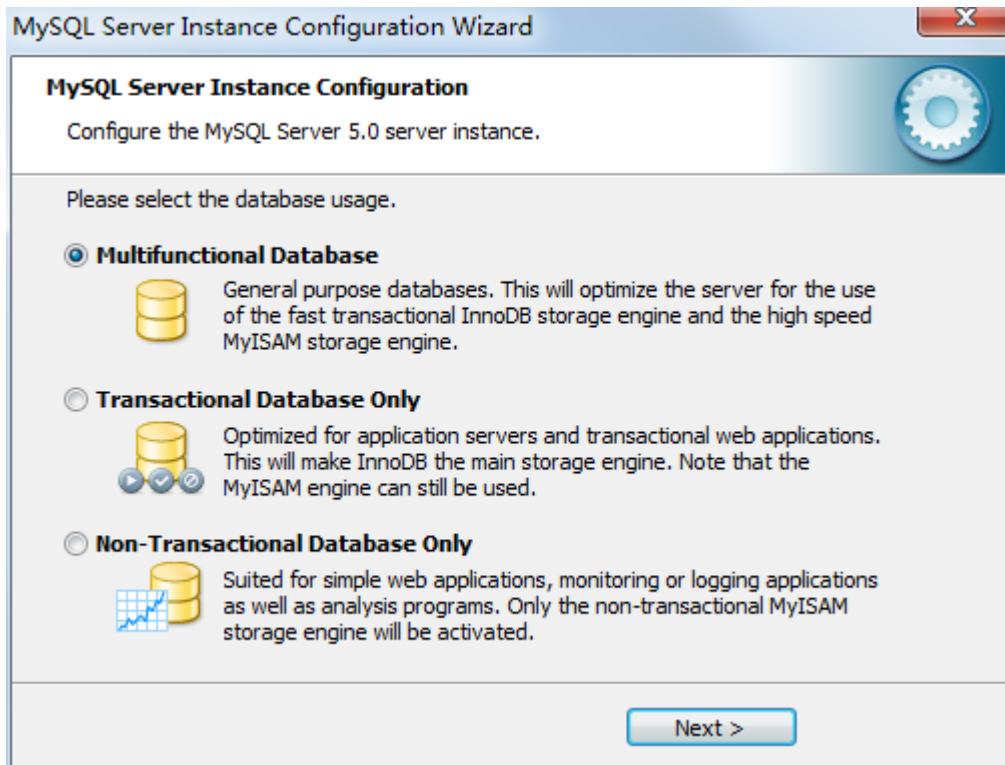 MySQL Server Instance Configuration Wizard
MySQL Server Instance Configuration
Configure the MySQL Server 5.0 server instance.
Please select the database usage.
Multifunctional Database
General purpose databases. This will optimize the server for the use
of the fast transactional InnoDB storage engine and the high speed
MyISAM storage engine.
Transactional Database Only
Optimized for application servers and transactional web applications.
This will make InnoDB the main storage engine. Note that the
MyISAM engine can still be used.
Non-Transactional Database Only
Suited for simple web applications, monitoring or logging applications
as well as analysis programs. Only the non-transactional MyISAM
storage engine will be activated.
Next >